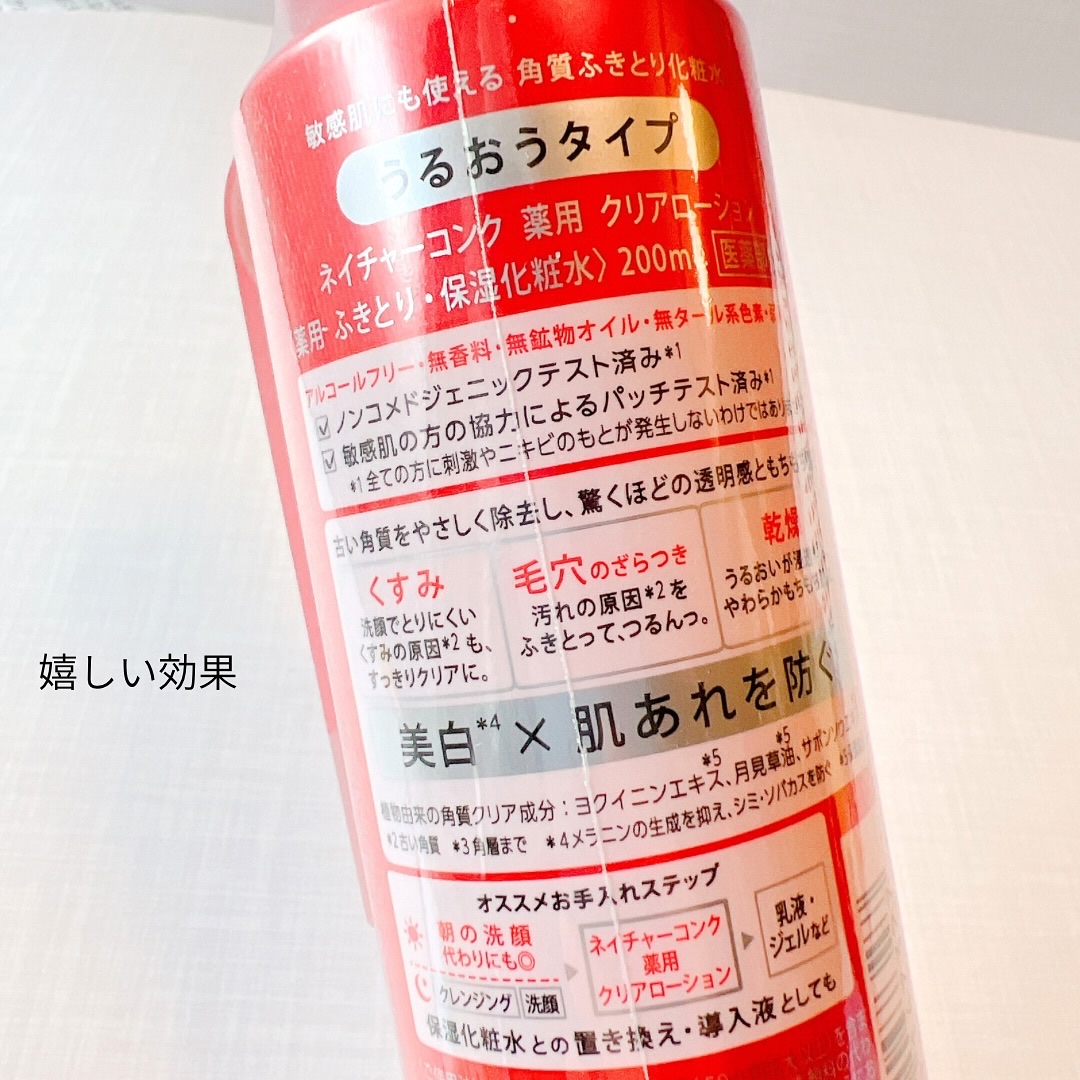 敏感肌にも使える 角質ふきとり化粧水
うるおうタイプ
ネイチャーコンク 薬用 クリアローション
薬用 ふきとり・保湿化粧水〉200m
医薬部
アルコールフリー・無香料・無鉱物オイル・無タール系色素・
ノンコメドジェニックテスト済み*1
敏感肌の方の協力によるパッチテスト済み*1
*1 全ての方に刺激やニキビのもとが発生しないわけではあり
古い角質をやさしく除去し、驚くほどの透明感ともち
くすみ
洗顔でとりにくい
くすみの原因*2も、
すっきりクリアに。
毛穴のざらつき
汚れの原因*2を
ふきとって、つるんっ。
乾燥
うるおいが
やわらかもち
嬉しい効果
美白*4 × 肌あれを防ぐ
植物由来の角質クリア成分:ヨクイニンエキス*5、月見草油*5、サポンソウ
*2 古い角質 *3 角層まで *4 メラニンの生成を抑え、シミ・ソバカスを防ぐ *5
オススメお手入れステップ
朝の洗顔
代わりにも◎
クレンジング 洗顔
ネイチャーコンク
薬用
クリアローション
乳液・
ジェルなど
保湿化粧水との置き換え・導入液としても